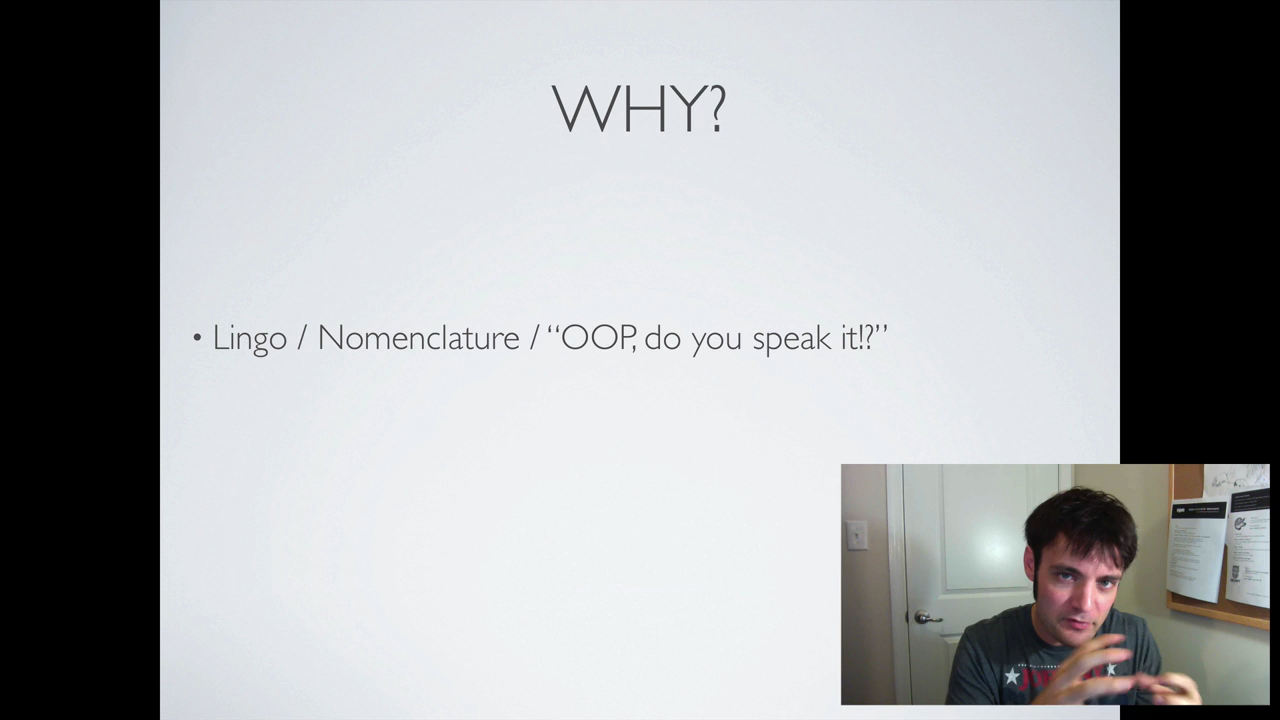 WHY?
• Lingo / Nomenclature / “OOP, do you speak it!?”